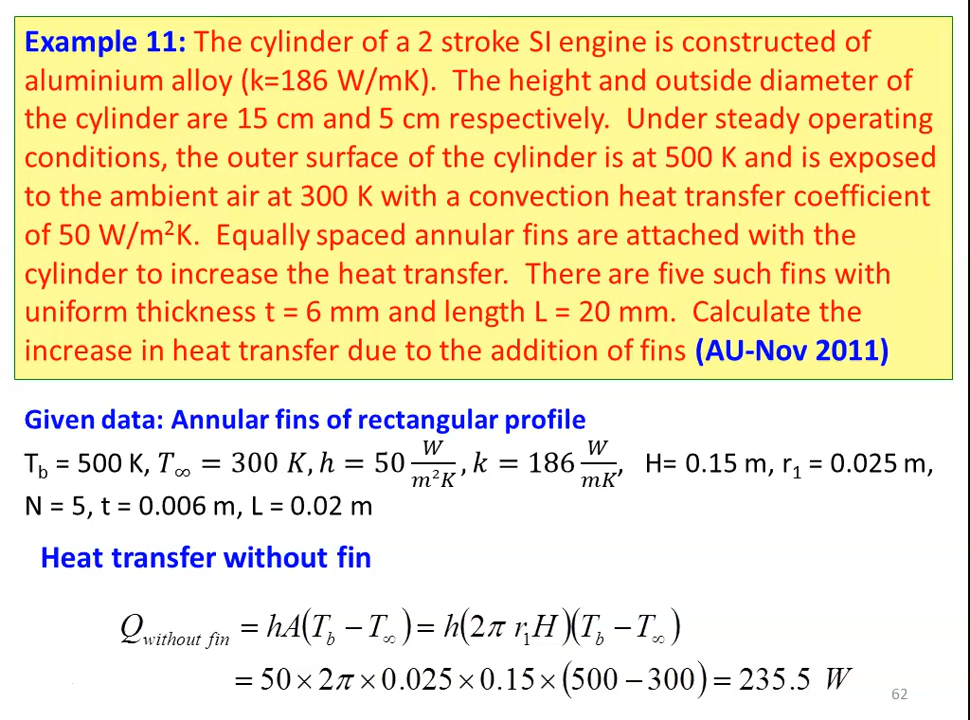 Example 11: The cylinder of a 2 stroke SI engine is constructed of
aluminium alloy (k=186 W/mK). The height and outside diameter of
the cylinder are 15 cm and 5 cm respectively. Under steady operating
conditions, the outer surface of the cylinder is at 500 K and is exposed
to the ambient air at 300 K with a convection heat transfer coefficient
of 50 W/m²K. Equally spaced annular fins are attached with the
cylinder to increase the heat transfer. There are five such fins with
uniform thickness t = 6 mm and length L = 20 mm. Calculate the
increase in heat transfer due to the addition of fins (AU-Nov 2011)
Given data: Annular fins of rectangular profile
T_b = 500 K, T_∞ = 300 K, h = 50 W/m²K, k = 186 W/mK, H= 0.15 m, r₁ = 0.025 m,
N = 5, t = 0.006 m, L = 0.02 m
Heat transfer without fin
Q_without fin = hA(T_b − T_∞) = h(2π r₁H)(T_b − T_∞)
= 50 × 2π × 0.025 × 0.15 × (500 − 300) = 235.5 W
62